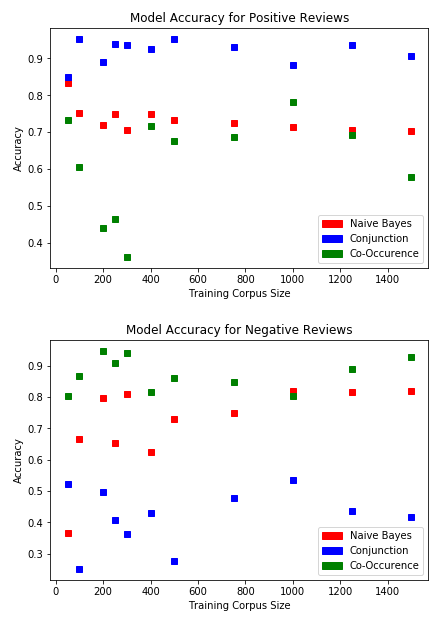 Model Accuracy for Positive Reviews
0.9
0.8
0.7
0.6
0.5
0.4
Accuracy
Naive Bayes
Conjunction
Co-Occurence
0 200 400 600 800 1000 1200 1400
Training Corpus Size
Model Accuracy for Negative Reviews
0.9
0.8
0.7
0.6
0.5
0.4
0.3
Accuracy
Naive Bayes
Conjunction
Co-Occurence
0 200 400 600 800 1000 1200 1400
Training Corpus Size